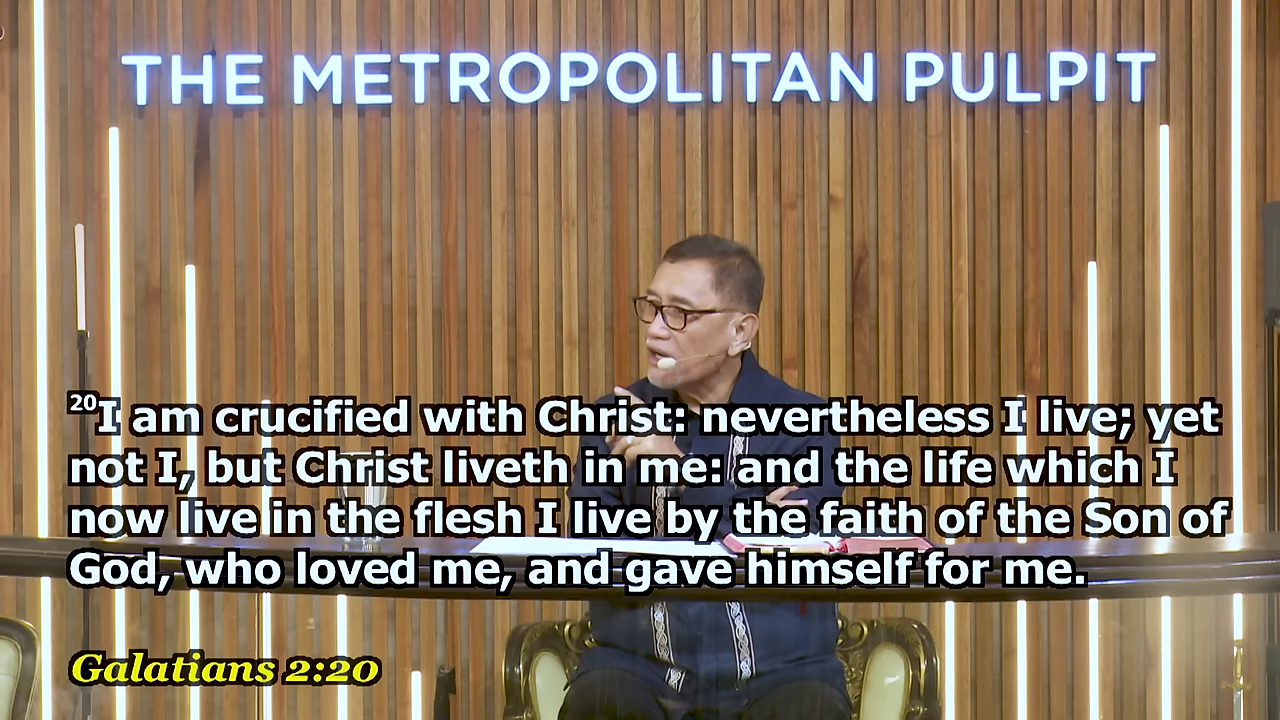 THE METROPOLITAN PULPIT
20I am crucified with Christ: nevertheless I live; yet
not I, but Christ liveth in me: and the life which I
now live in the flesh I live by the faith of the Son of
God, who loved me, and gave himself for me.
Galatians 2:20